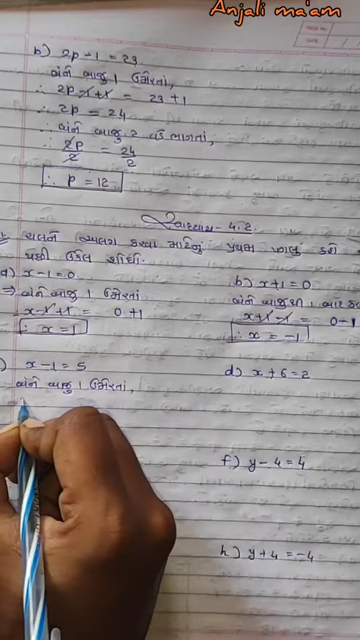 Anjali ma'am
b) 2p - 1 = 23
બંને બાજુ 1 ઉમેરતાં,
∴ 2p - 1 + 1 = 23 + 1
∴ 2p = 24
∴ બંને બાજુ 2 વડે ભાગતાં,
∴ 2p/2 = 24/2
∴ p = 12
સ્વાધ્યાય - 4.2
ચલને અલગ કરવા માટેનું પ્રથમ પગલું કહો
પછી ઉકેલ શોધો.
a) x - 1 = 0
⇒ બંને બાજુ 1 ઉમેરતાં
x - 1 + 1 = 0 + 1
∴ x = 1
b) x + 1 = 0
બંને બાજુથી 1 બાદ
x + 1 - 1 = 0 - 1
∴ x = -1
) x - 1 = 5
બંને બાજુ 1 ઉમેરતાં,
d) x + 6 = 2
f) y - 4 = 4
h) y + 4 = -4